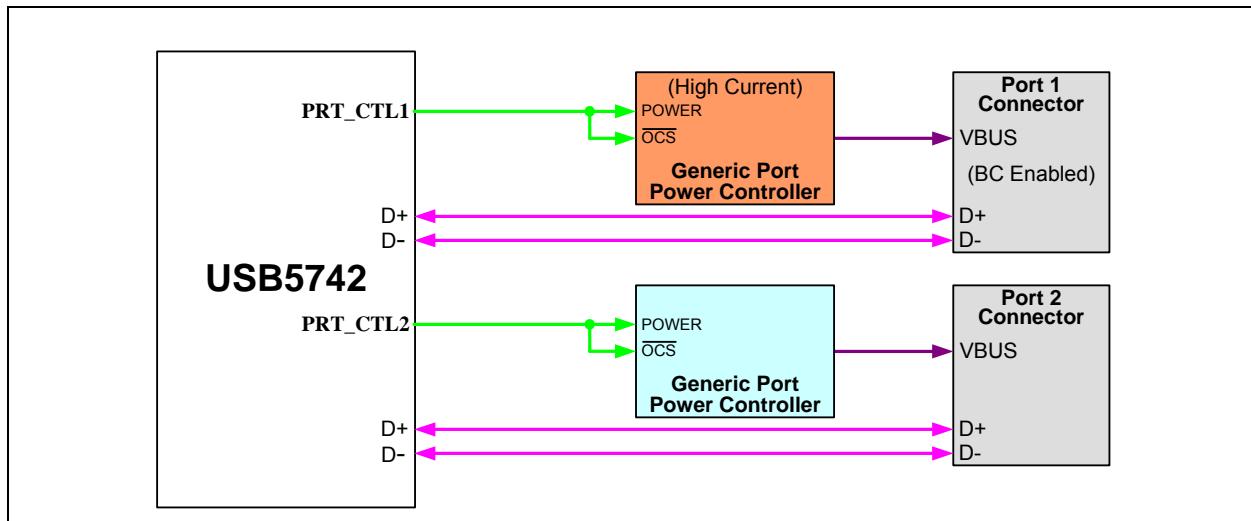 USB5742
PRT_CTL1
D+
D-
PRT_CTL2
D+
D-
(High Current)
POWER
OCS
Generic Port
Power Controller
Port 1
Connector
VBUS
(BC Enabled)
D+
D-
POWER
OCS
Generic Port
Power Controller
Port 2
Connector
VBUS
D+
D-